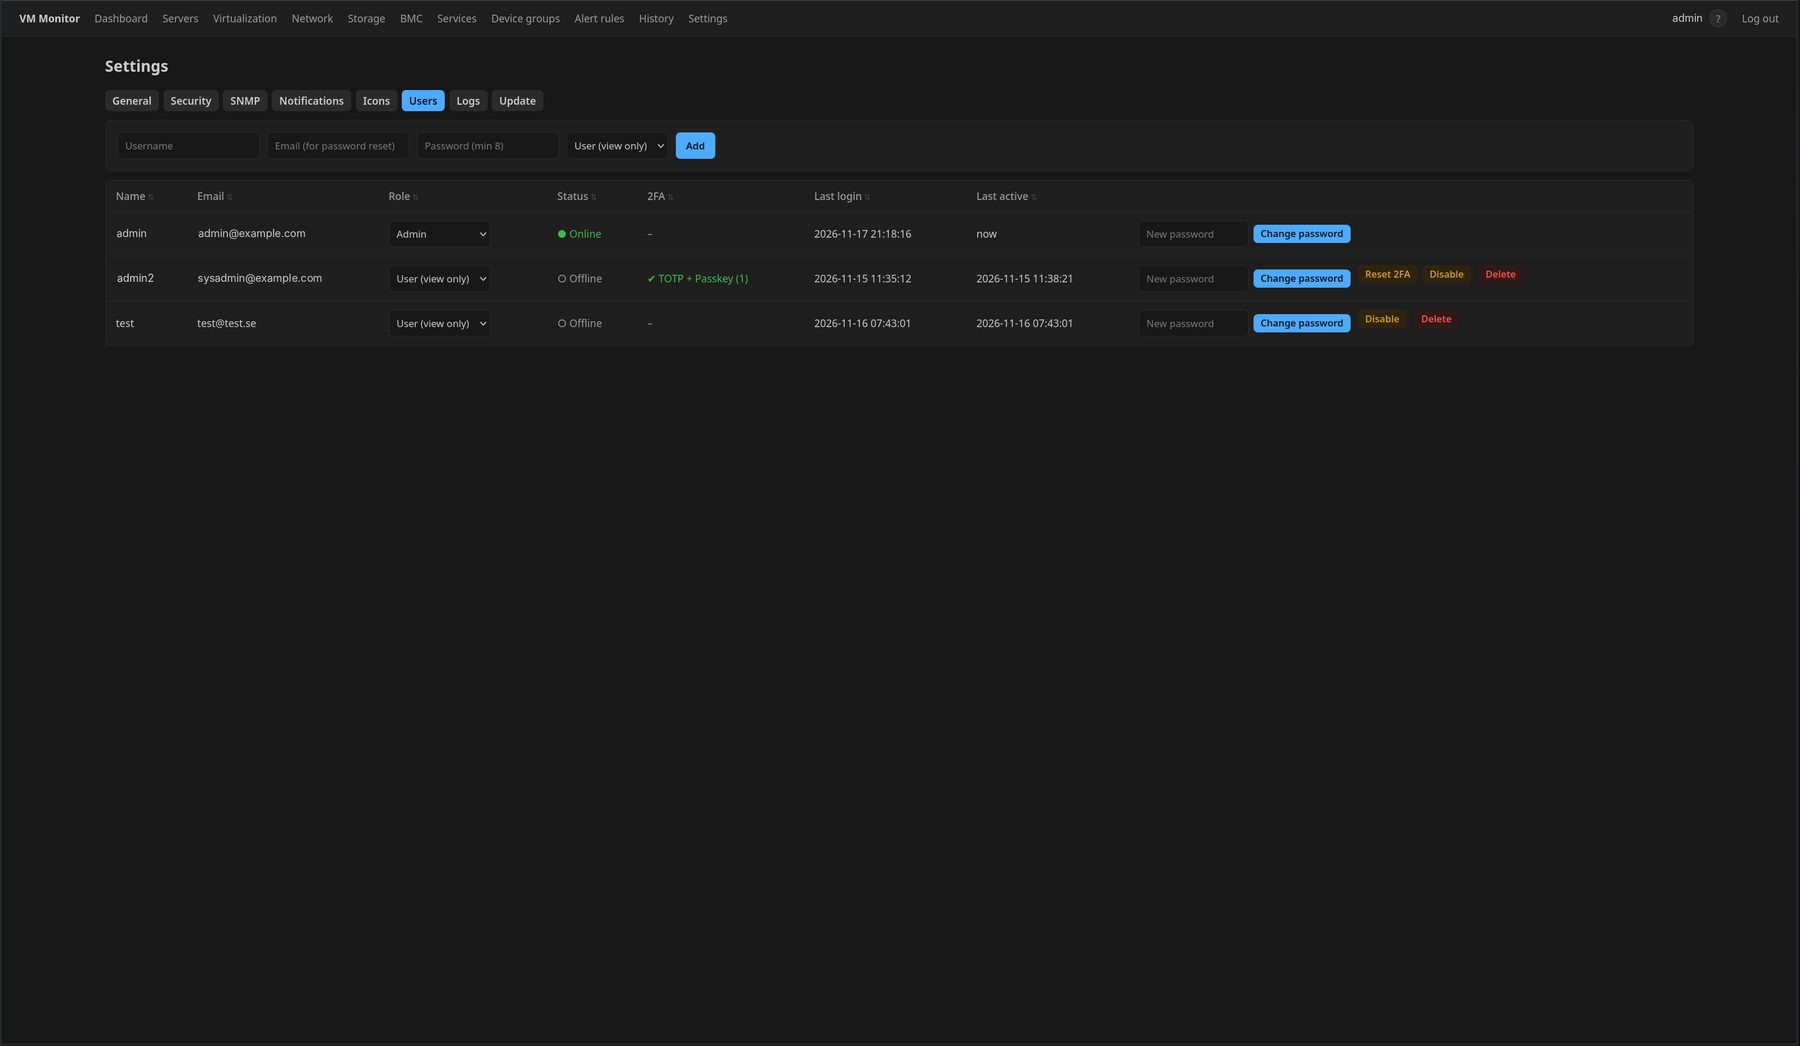 VM Monitor Dashboard Servers Virtualization Network Storage BMC Services Device groups Alert rules History Settings admin ? Log out
Settings
General Security SNMP Notifications Icons Users Logs Update
Username Email (for password reset) Password (min 8) User (view only) Add
Name Email Role Status 2FA Last login Last active
admin admin@example.com Admin Online – 2026-11-17 21:18:16 now New password Change password
admin2 sysadmin@example.com User (view only) Offline ✔ TOTP + Passkey (1) 2026-11-15 11:35:12 2026-11-15 11:38:21 New password Change password Reset 2FA Disable Delete
test test@test.se User (view only) Offline – 2026-11-16 07:43:01 2026-11-16 07:43:01 New password Change password Disable Delete